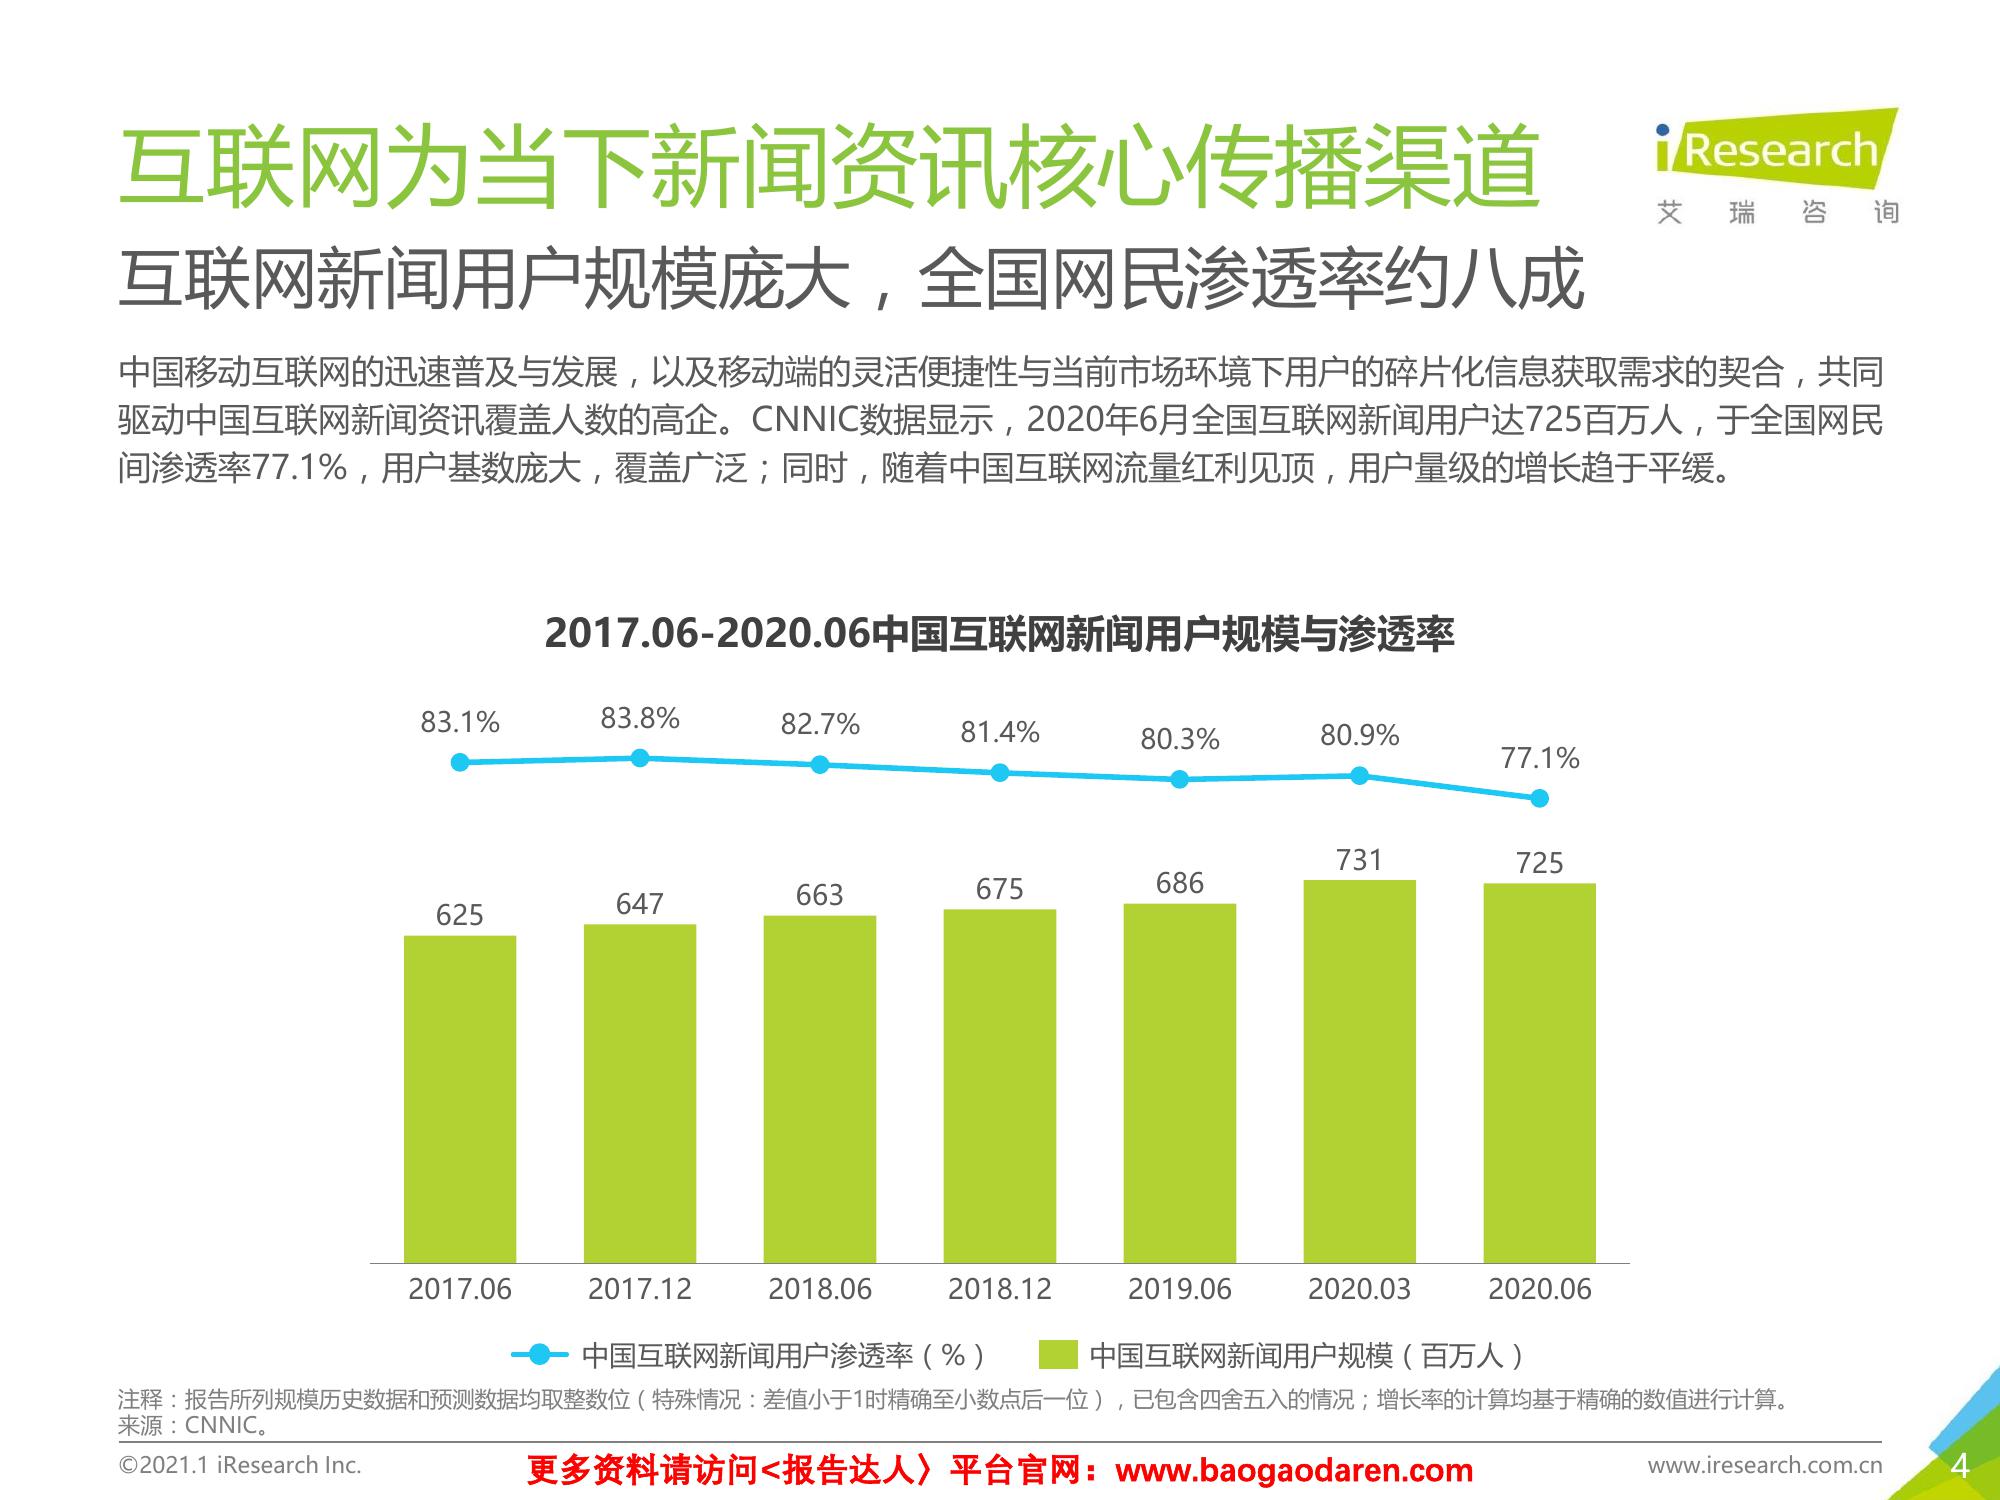 互联网为当下新闻资讯核心传播渠道
iResearch
艾瑞咨询
互联网新闻用户规模庞大，全国网民渗透率约八成
中国移动互联网的迅速普及与发展，以及移动端的灵活便捷性与当前市场环境下用户的碎片化信息获取需求的契合，共同
驱动中国互联网新闻资讯覆盖人数的高企。CNNIC数据显示，2020年6月全国互联网新闻用户达725百万人，于全国网民
间渗透率77.1%，用户基数庞大，覆盖广泛；同时，随着中国互联网流量红利见顶，用户量级的增长趋于平缓。
2017.06-2020.06中国互联网新闻用户规模与渗透率
83.1% 83.8% 82.7% 81.4% 80.3% 80.9% 77.1%
625 647 663 675 686 731 725
2017.06 2017.12 2018.06 2018.12 2019.06 2020.03 2020.06
中国互联网新闻用户渗透率（%） 中国互联网新闻用户规模（百万人）
注释：报告所列规模历史数据和预测数据均取整数位（特殊情况：差值小于1时精确至小数点后一位），已包含四舍五入的情况；增长率的计算均基于精确的数值进行计算。
来源：CNNIC。
©2021.1 iResearch Inc.
更多资料请访问<报告达人〉平台官网：www.baogaodaren.com
www.iresearch.com.cn
4